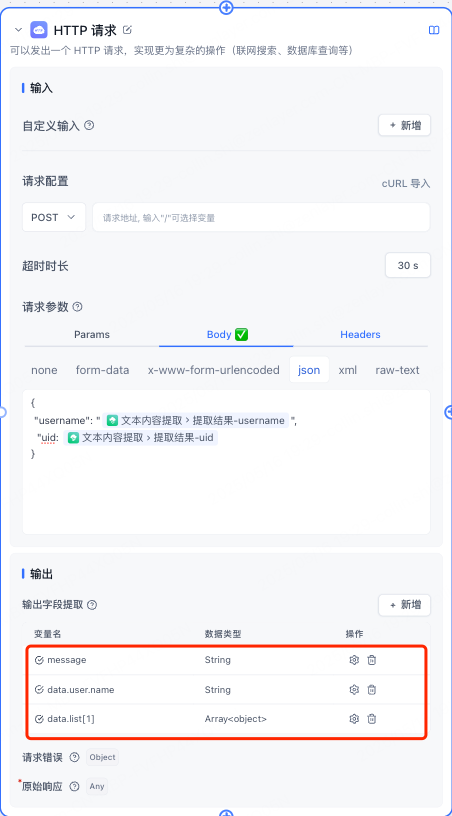 HTTP 请求
可以发出一个 HTTP 请求，实现更为复杂的操作（联网搜索、数据库查询等）
输入
自定义输入
+ 新增
请求配置
cURL 导入
POST
请求地址, 输入"/"可选择变量
超时时长
30 s
请求参数
Params Body Headers
none form-data x-www-form-urlencoded json xml raw-text
{
"username": " 文本内容提取 > 提取结果-username ",
"uid: 文本内容提取 > 提取结果-uid
}
输出
输出字段提取
+ 新增
变量名 数据类型 操作
message String
data.user.name String
data.list[1] Array<object>
请求错误 Object
*原始响应 Any